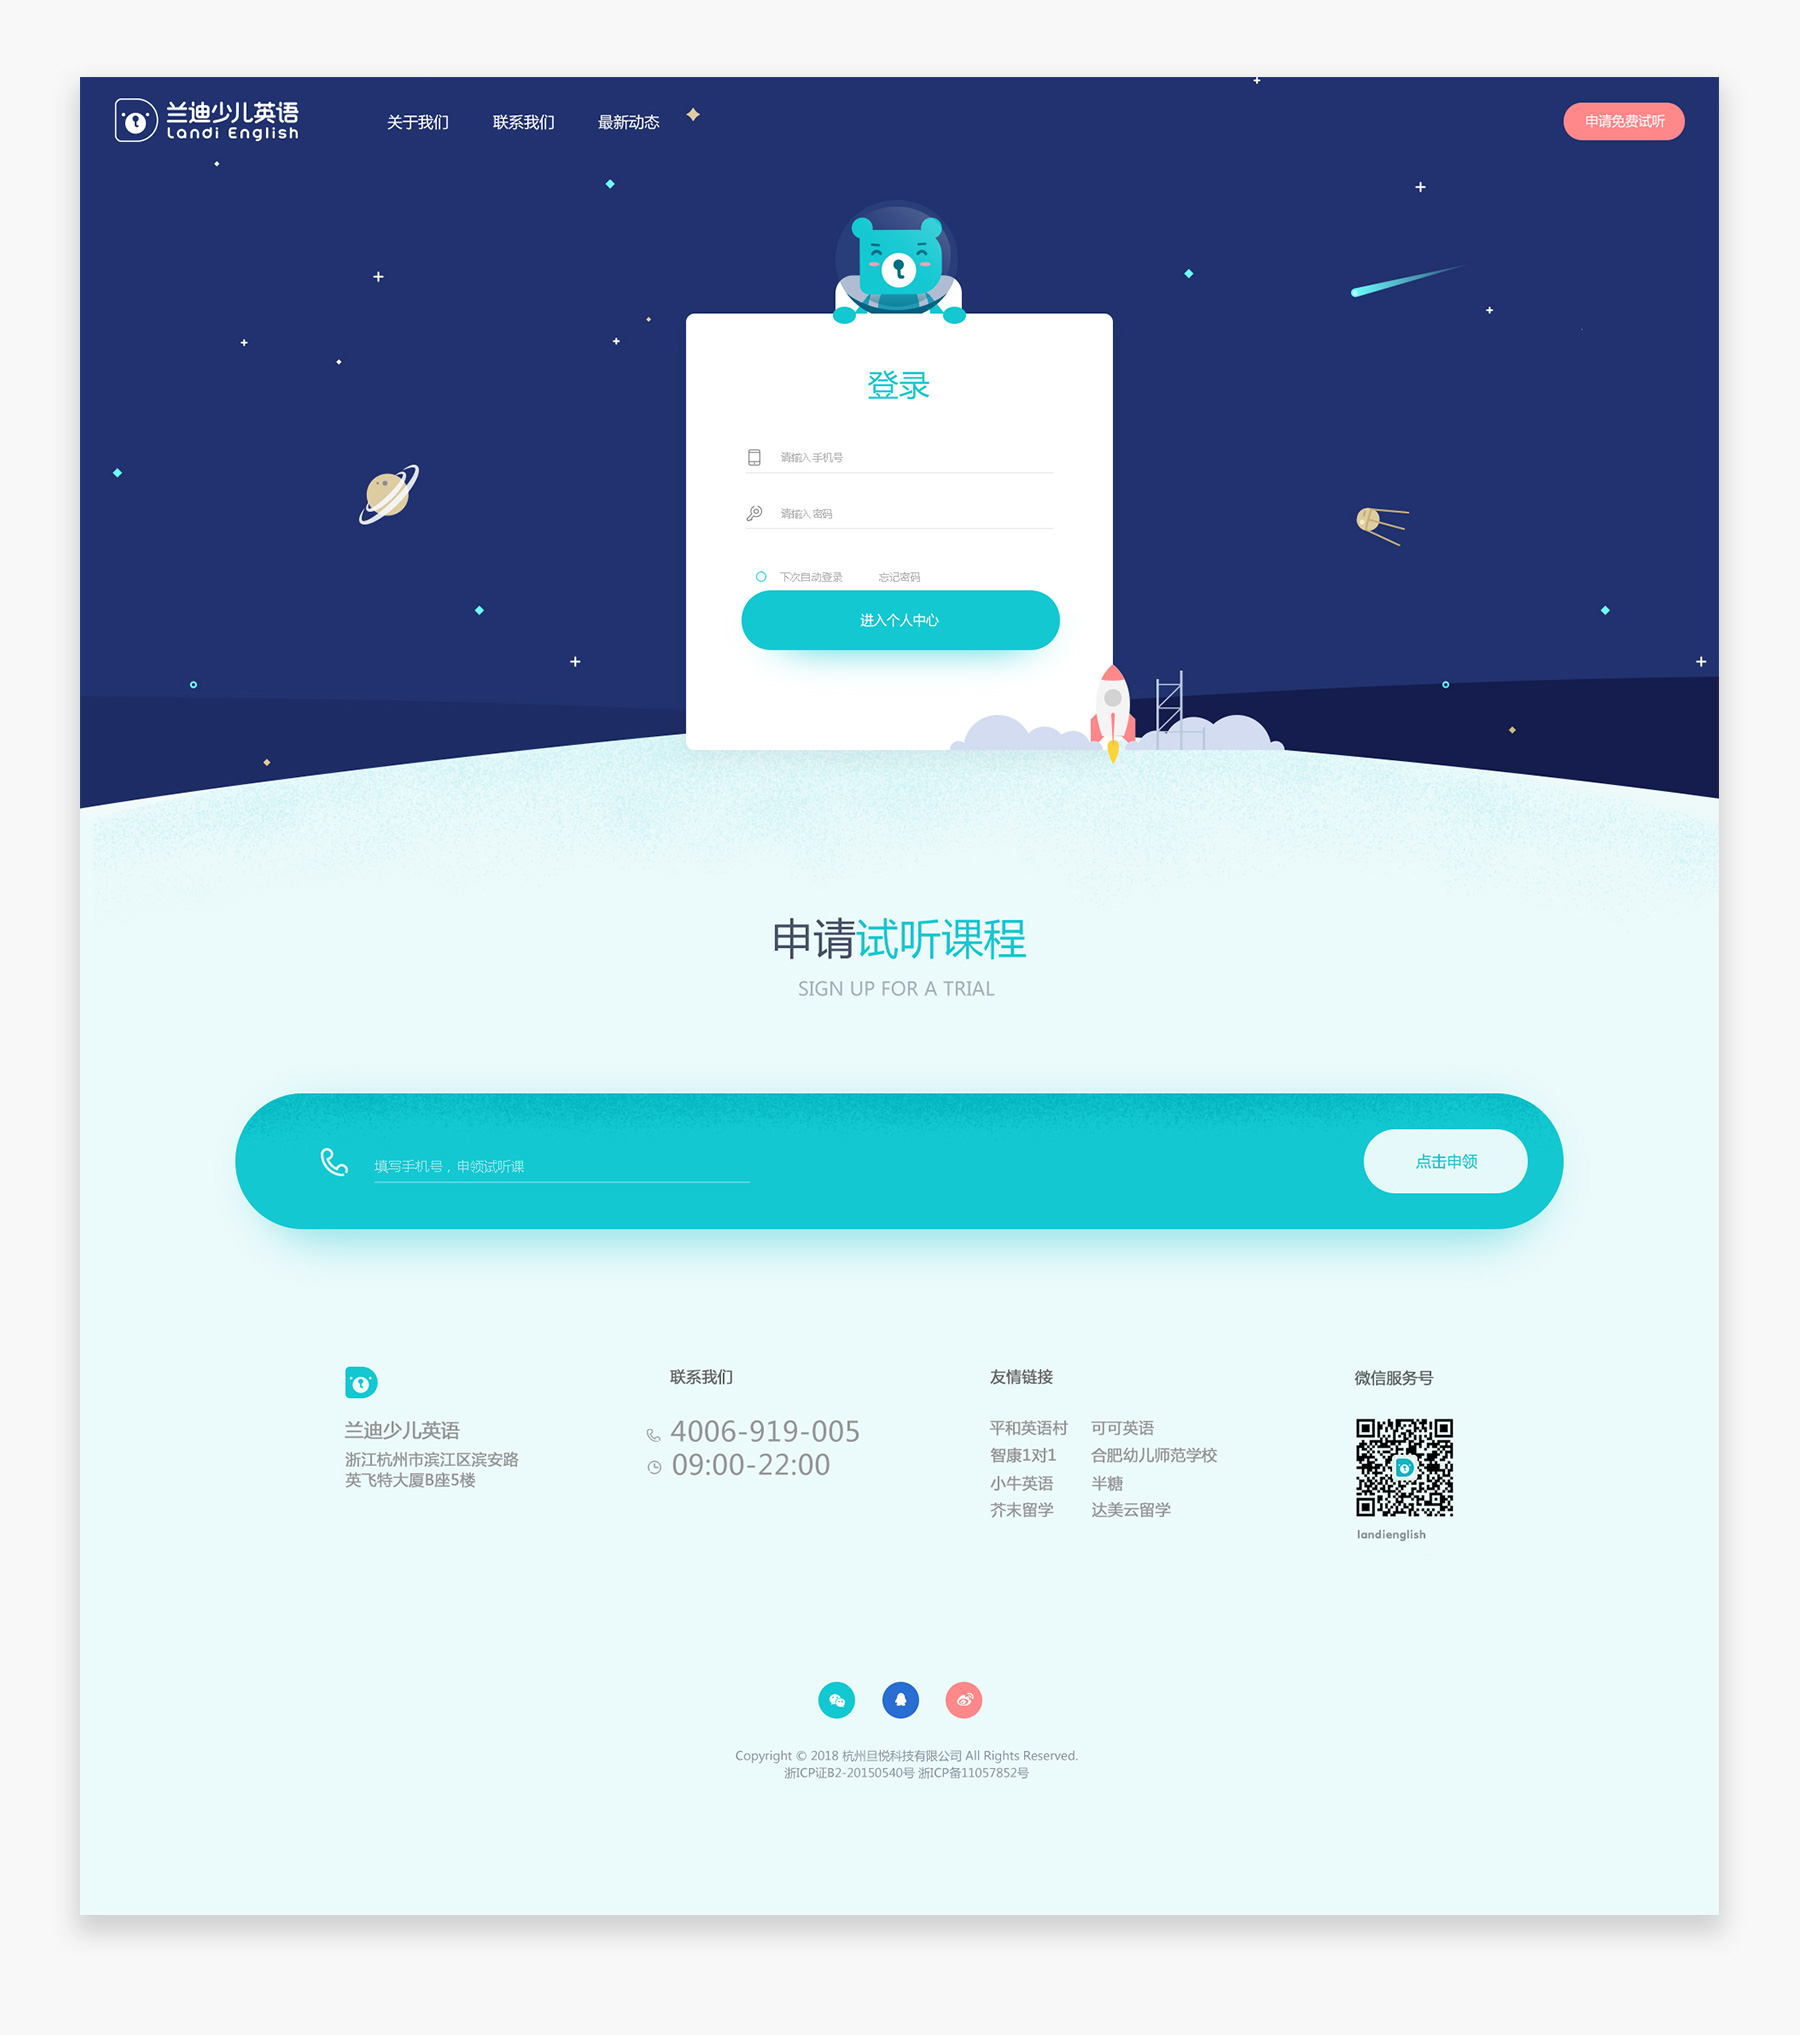 兰迪少儿英语
Landi English
关于我们 联系我们 最新动态
申请免费试听
登录
请输入手机号
请输入密码
下次自动登录 忘记密码
进入个人中心
申请试听课程
SIGN UP FOR A TRIAL
填写手机号，申领试听课
点击申领
兰迪少儿英语
浙江杭州市滨江区滨安路
英飞特大厦B座5楼
联系我们
4006-919-005
09:00-22:00
友情链接
平和英语村 可可英语
智康1对1 合肥幼儿师范学校
小牛英语 半糖
芥末留学 达美云留学
微信服务号
landienglish
Copyright © 2018 杭州旦悦科技有限公司 All Rights Reserved.
浙ICP证B2-20150540号 浙ICP备11057852号